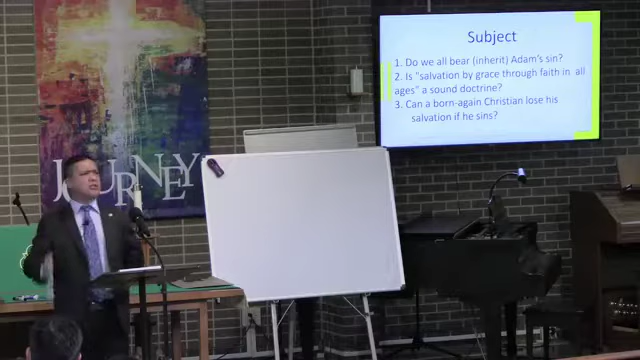 Subject
1. Do we all bear (inherit) Adam's sin?
2. Is "salvation by grace through faith in all
ages" a sound doctrine?
3. Can a born-again Christian lose his
salvation if he sins?
JOURNEY